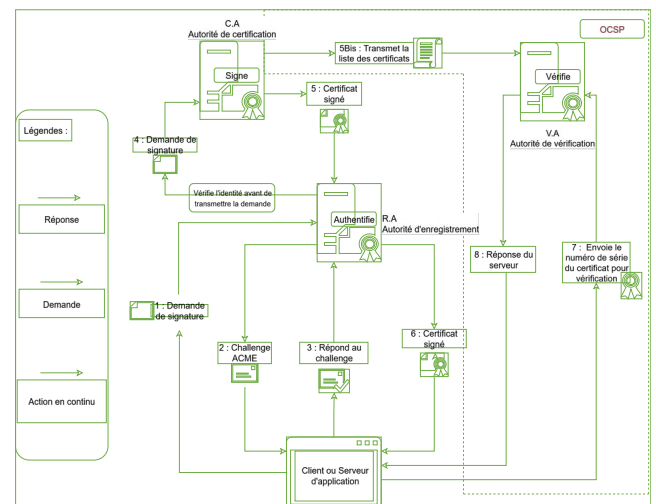 C.A
Autorité de certification
OCSP
5Bis : Transmet la
liste des certificats
Signe
Vérifie
5 : Certificat
signé
Légendes :
4 : Demande de
signature
V.A
Autorité de vérification
Vérifie l'identité avant de
transmettre la demande
Authentifie
R.A
Autorité d'enregistrement
Réponse
7 : Envoie le
numéro de série
du certificat pour
vérification
8 : Réponse du
serveur
Demande
1 : Demande
de signature
2 : Challenge
ACME
3 : Répond au
challenge
6 : Certificat
signé
Action en continu
Client ou Serveur
d'application